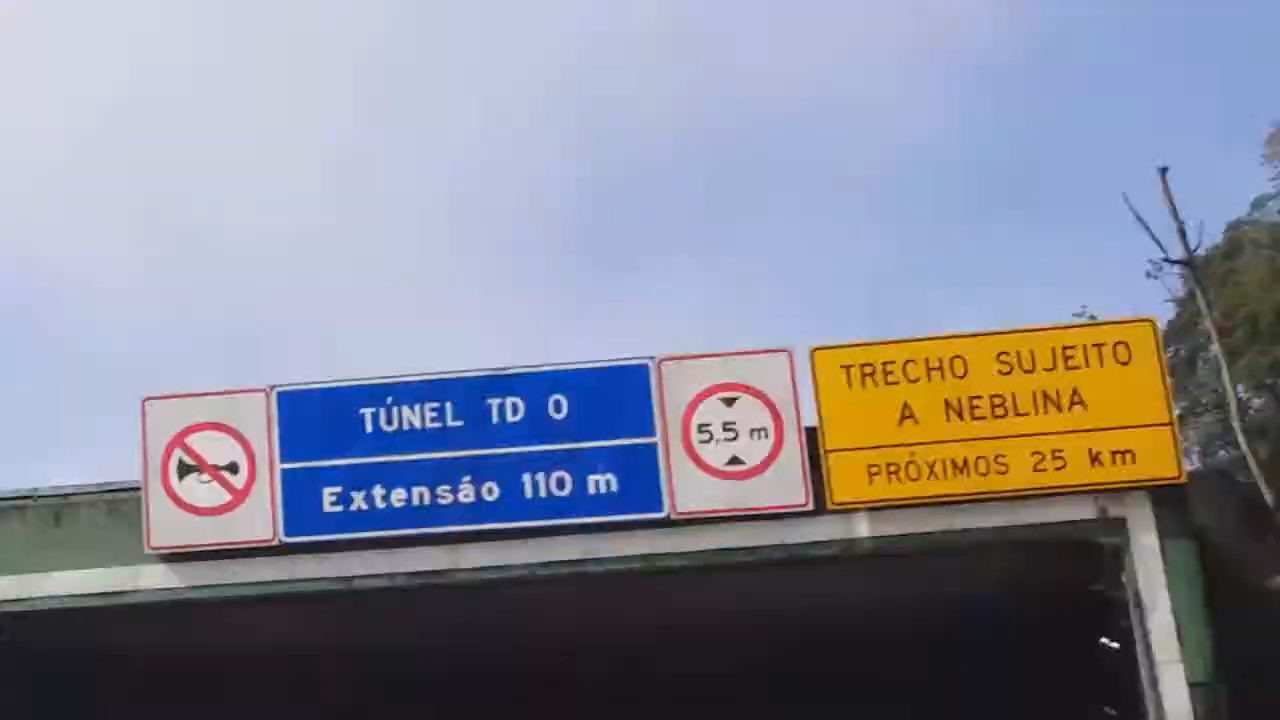 TÚNEL TD 0
Extensão 110 m
5,5 m
TRECHO SUJEITO
A NEBLINA
PRÓXIMOS 25 km